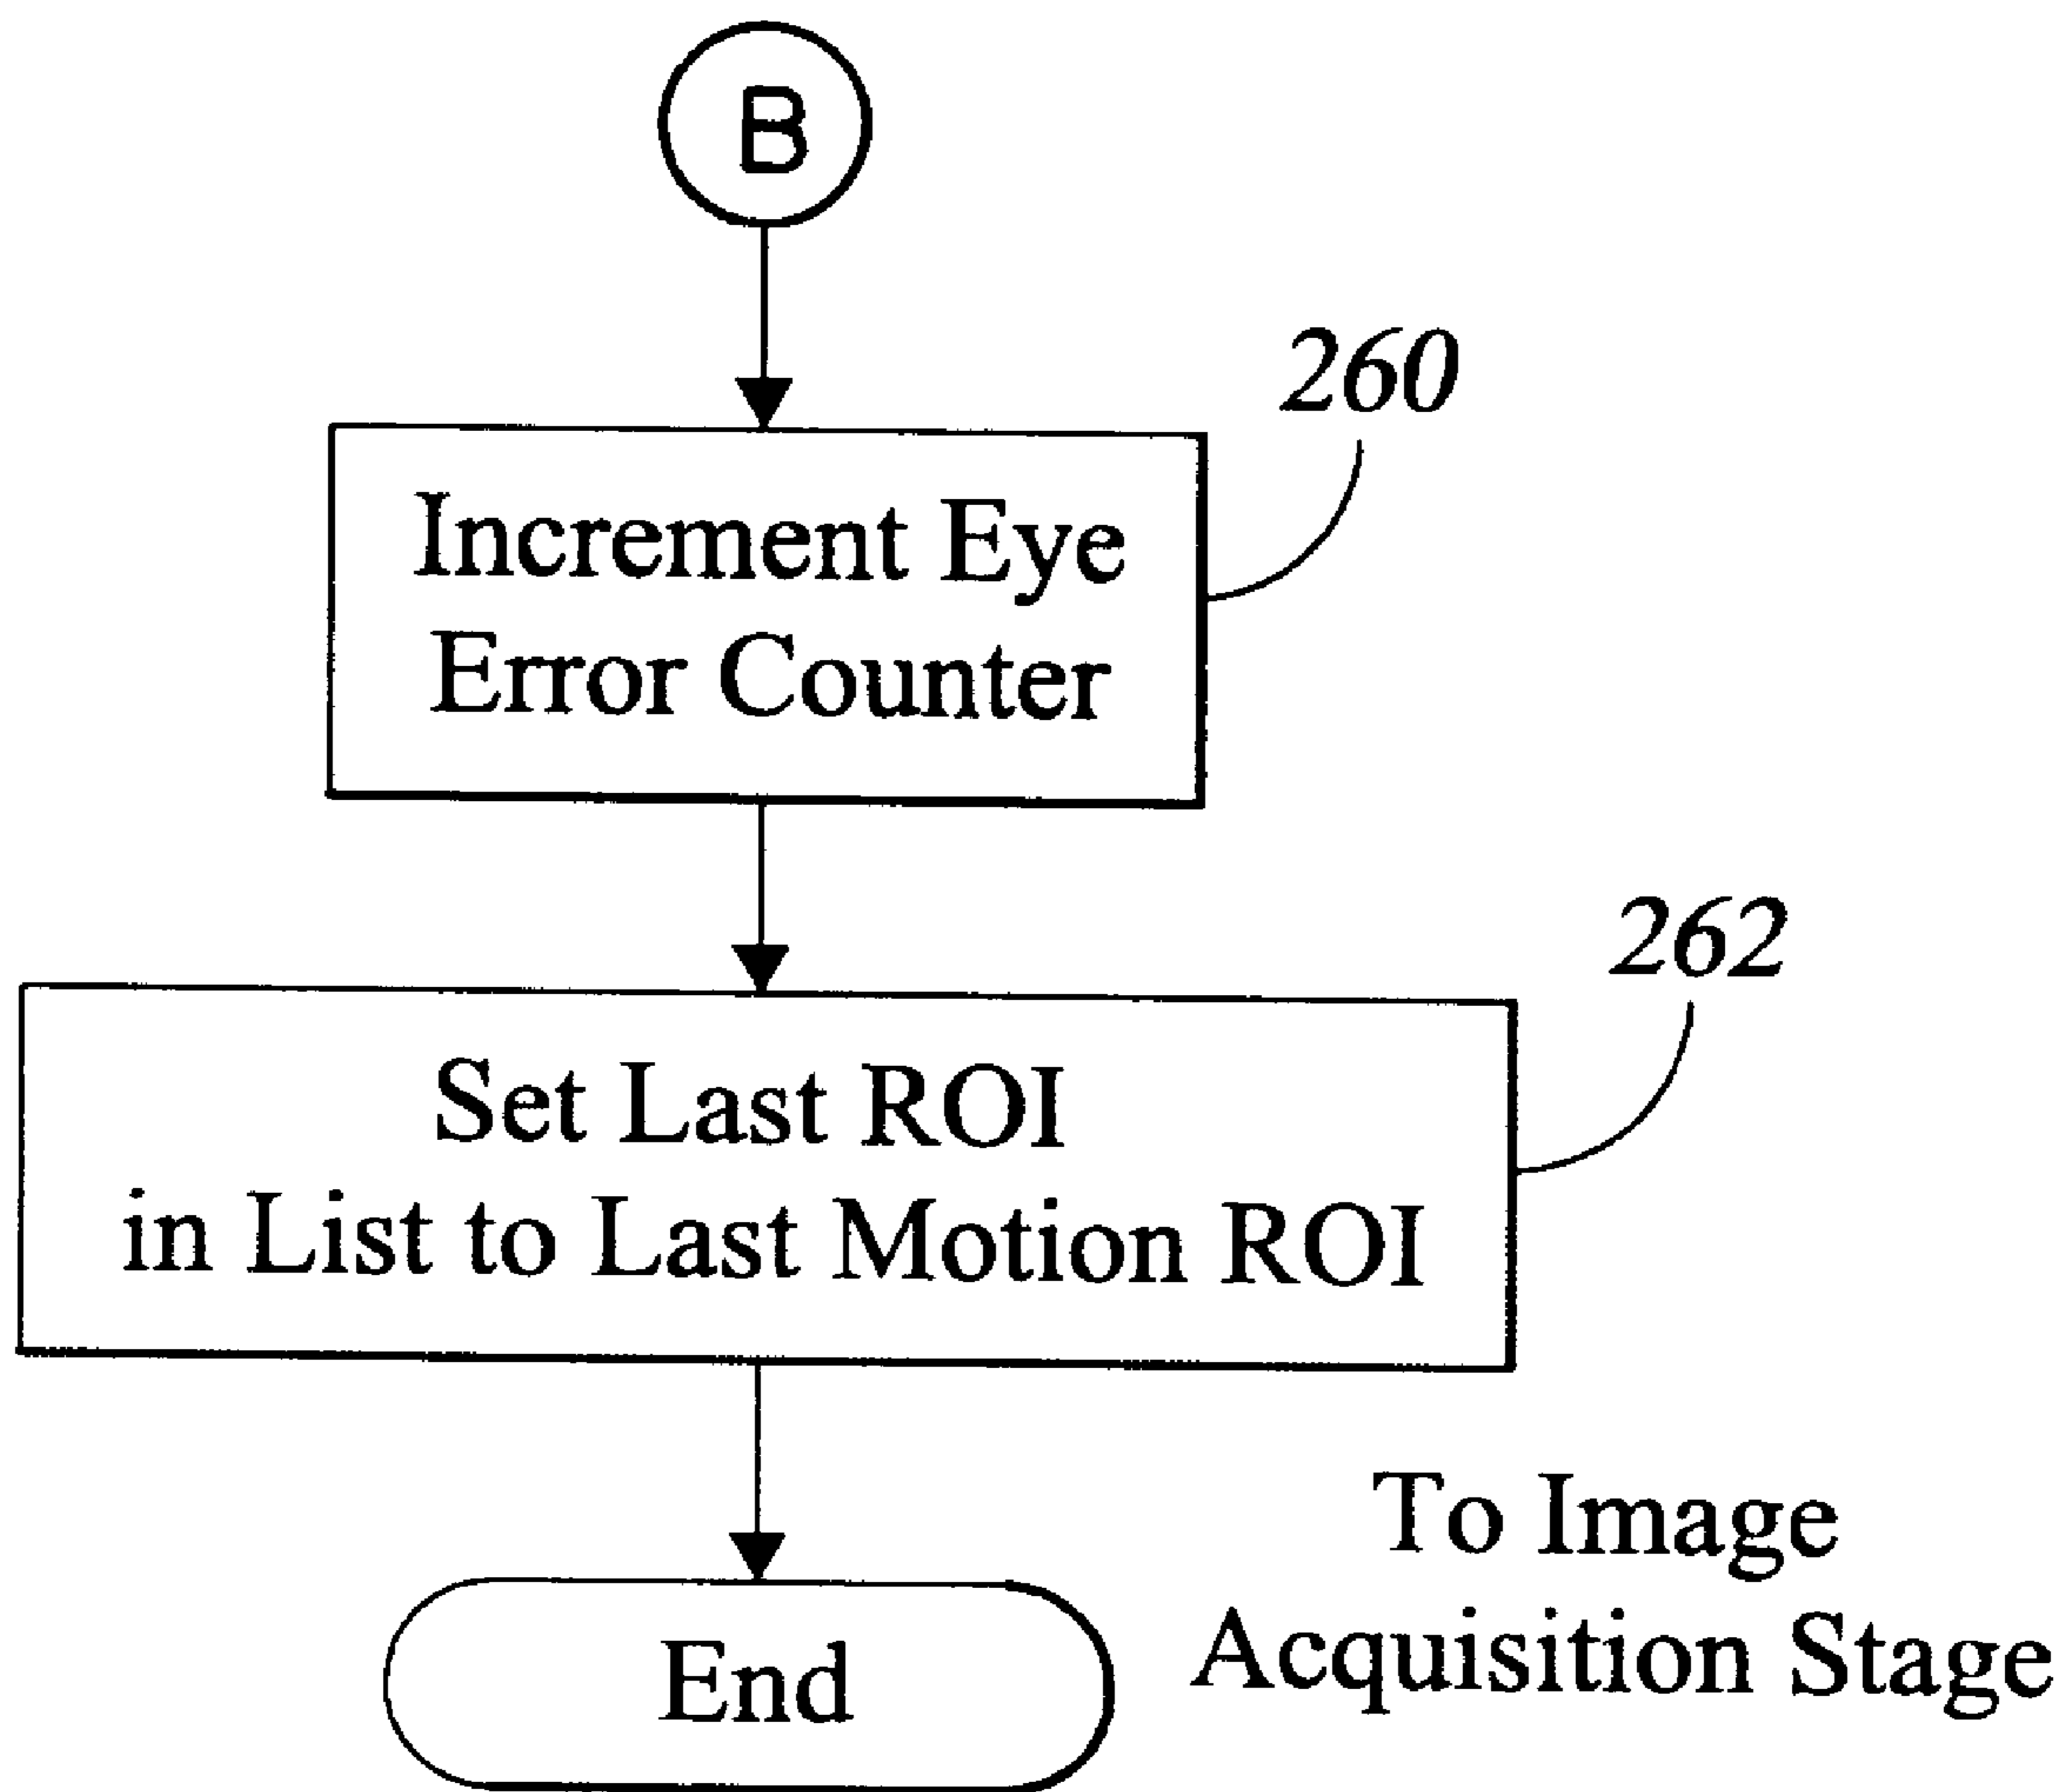 B
260
Increment Eye
Error Counter
262
Set Last ROI
in List to Last Motion ROI
To Image
Acquisition Stage
End